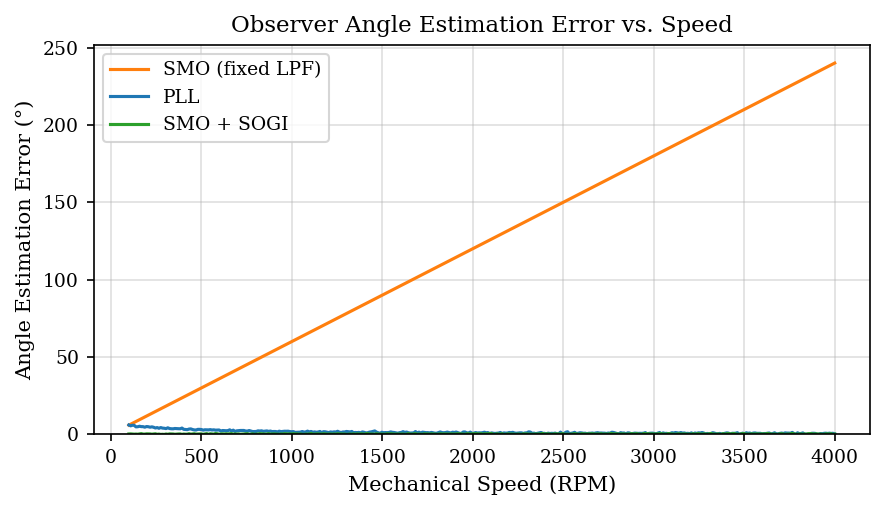 Observer Angle Estimation Error vs. Speed
250
200
150
100
50
0
Angle Estimation Error (°)
SMO (fixed LPF)
PLL
SMO + SOGI
0 500 1000 1500 2000 2500 3000 3500 4000
Mechanical Speed (RPM)